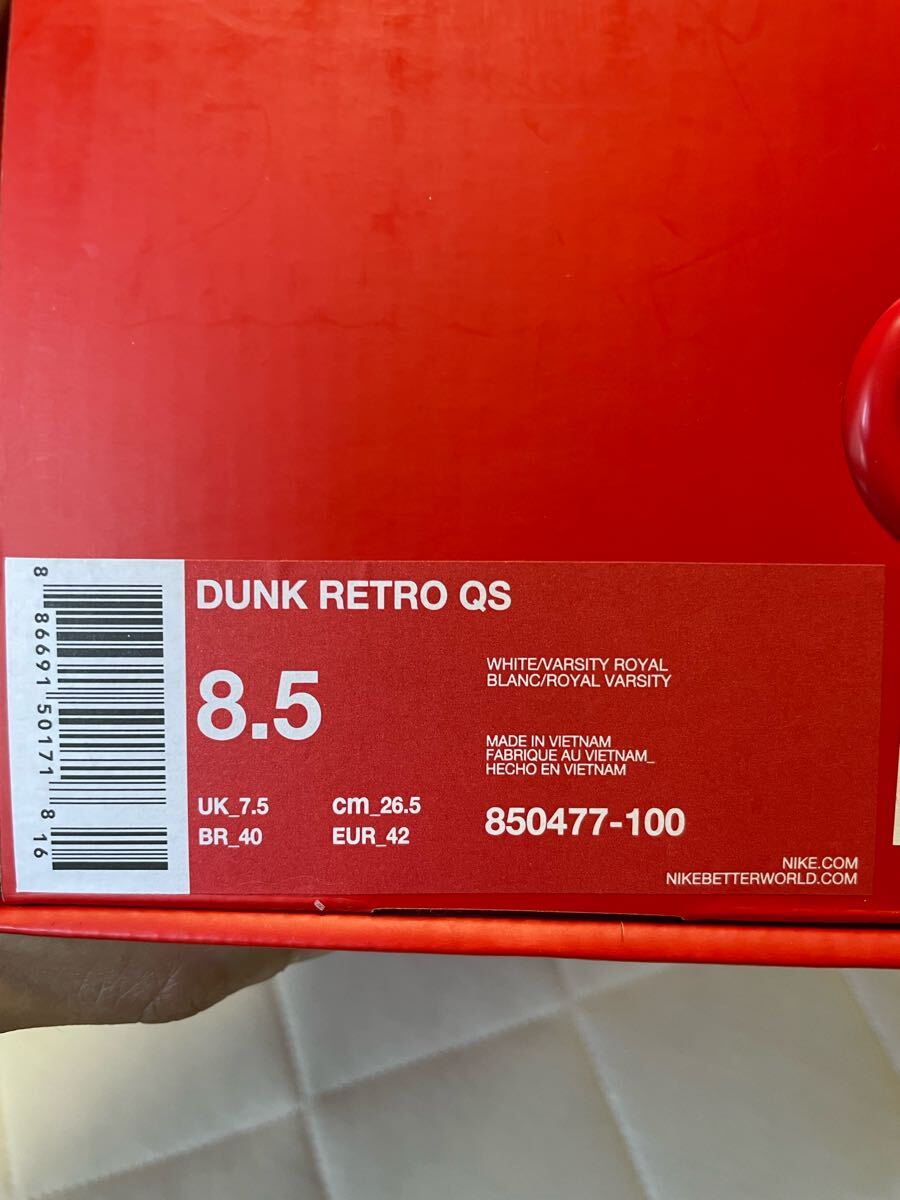 DUNK RETRO QS
8.5
WHITE/VARSITY ROYAL
BLANC/ROYAL VARSITY
MADE IN VIETNAM
FABRIQUE AU VIETNAM_
HECHO EN VIETNAM
UK_7.5 cm_26.5
BR_40 EUR_42
850477-100
NIKE.COM
NIKEBETTERWORLD.COM
8 86691 50171 8 16